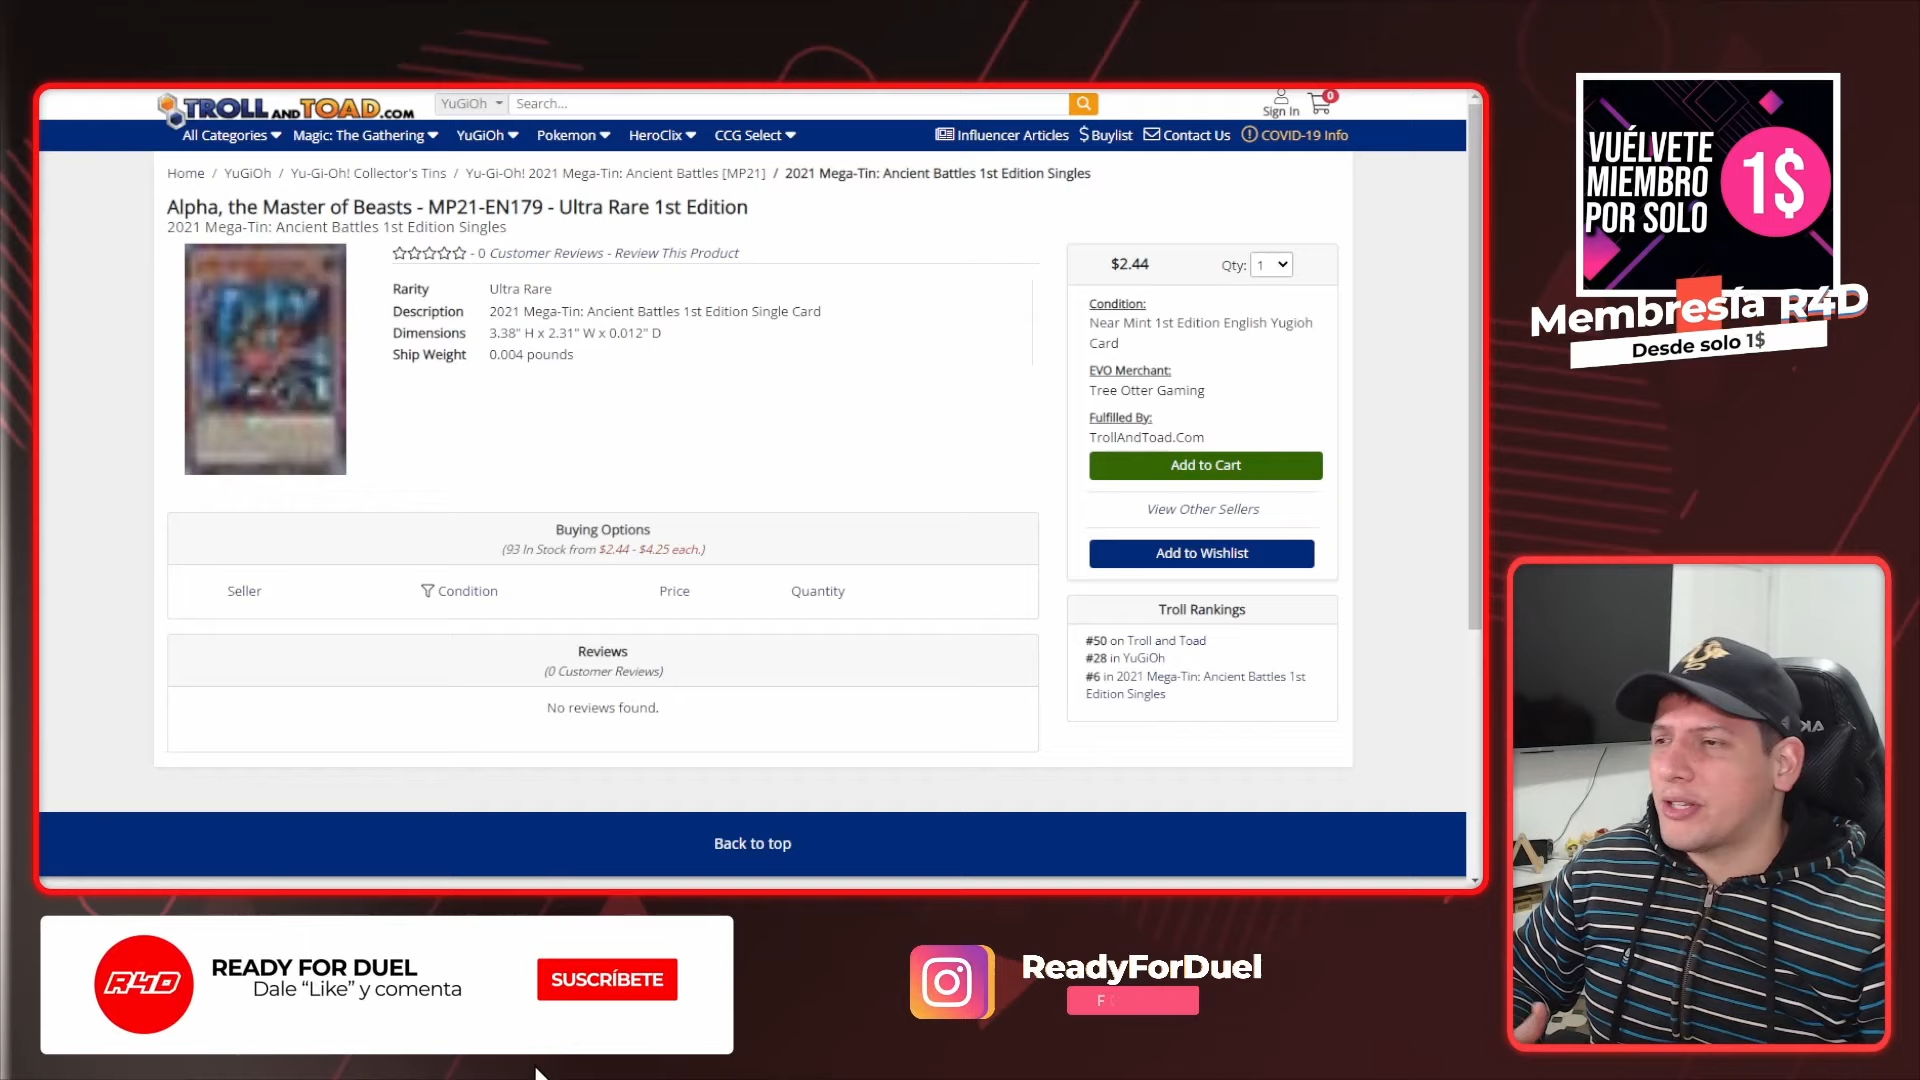 TROLL AND TOAD.COM
YuGiOh
Search...
Sign In
0
All Categories
Magic: The Gathering
YuGiOh
Pokemon
HeroClix
CCG Select
Influencer Articles
$ Buylist
Contact Us
COVID-19 Info
Home / YuGiOh / Yu-Gi-Oh! Collector's Tins / Yu-Gi-Oh! 2021 Mega-Tin: Ancient Battles [MP21] / 2021 Mega-Tin: Ancient Battles 1st Edition Singles
Alpha, the Master of Beasts - MP21-EN179 - Ultra Rare 1st Edition
2021 Mega-Tin: Ancient Battles 1st Edition Singles
- 0 Customer Reviews - Review This Product
Rarity Ultra Rare
Description 2021 Mega-Tin: Ancient Battles 1st Edition Single Card
Dimensions 3.38" H x 2.31" W x 0.012" D
Ship Weight 0.004 pounds
$2.44
Qty: 1
Condition:
Near Mint 1st Edition English Yugioh
Card
EVO Merchant:
Tree Otter Gaming
Fulfilled By:
TrollAndToad.Com
Add to Cart
View Other Sellers
Add to Wishlist
Buying Options
(93 In Stock from $2.44 - $4.25 each.)
Seller Condition Price Quantity
Reviews
(0 Customer Reviews)
No reviews found.
Troll Rankings
#50 on Troll and Toad
#28 in YuGiOh
#6 in 2021 Mega-Tin: Ancient Battles 1st
Edition Singles
Back to top
VUÉLVETE
MIEMBRO
POR SOLO
1$
Membresía R4D
Desde solo 1$
R4D
READY FOR DUEL
Dale “Like” y comenta
SUSCRÍBETE
ReadyForDuel
F